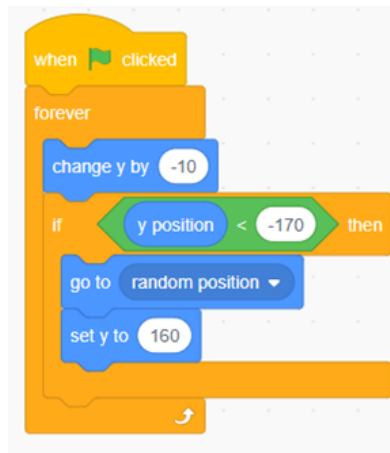 when clicked
forever
change y by -10
if y position < -170 then
go to random position
set y to 160